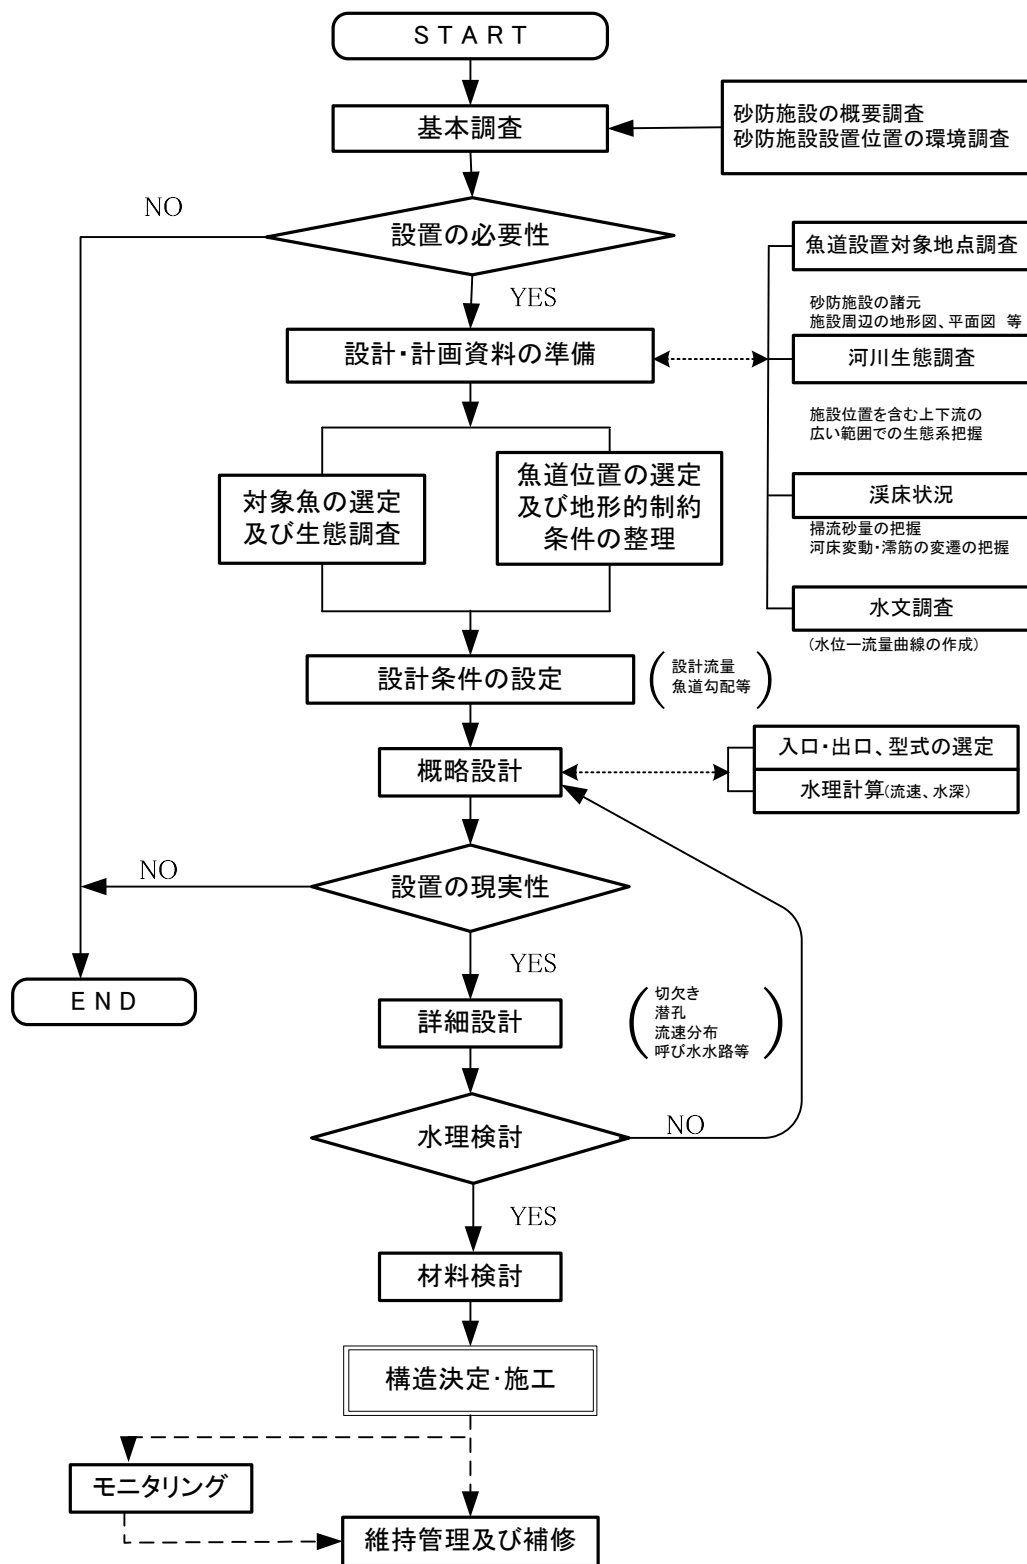 START
基本調査
砂防施設の概要調査
砂防施設設置位置の環境調査
NO
設置の必要性
YES
魚道設置対象地点調査
砂防施設の諸元
施設周辺の地形図、平面図 等
設計・計画資料の準備
河川生態調査
施設位置を含む上下流の
広い範囲での生態系把握
対象魚の選定
及び生態調査
魚道位置の選定
及び地形的制約
条件の整理
渓床状況
掃流砂量の把握
河床変動・澪筋の変遷の把握
水文調査
(水位ー流量曲線の作成)
設計条件の設定
設計流量
魚道勾配等
概略設計
入口・出口、型式の選定
水理計算(流速、水深)
NO
設置の現実性
YES
END
詳細設計
切欠き
潜孔
流速分布
呼び水水路等
水理検討
NO
YES
材料検討
構造決定・施工
モニタリング
維持管理及び補修